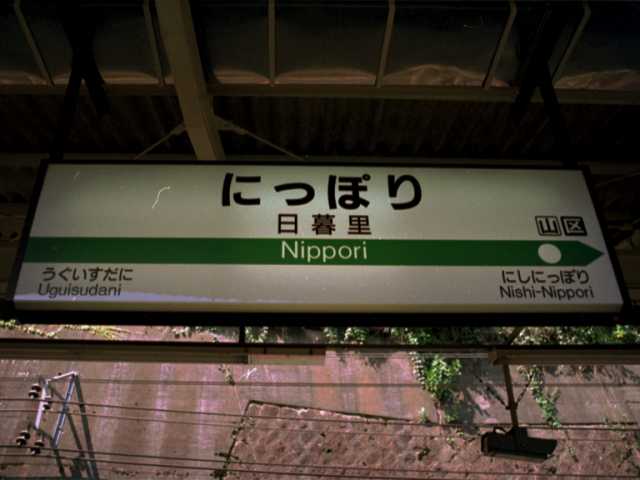 にっぽり
日暮里
山 区
Nippori
うぐいすだに
Uguisudani
にしにっぽり
Nishi-Nippori